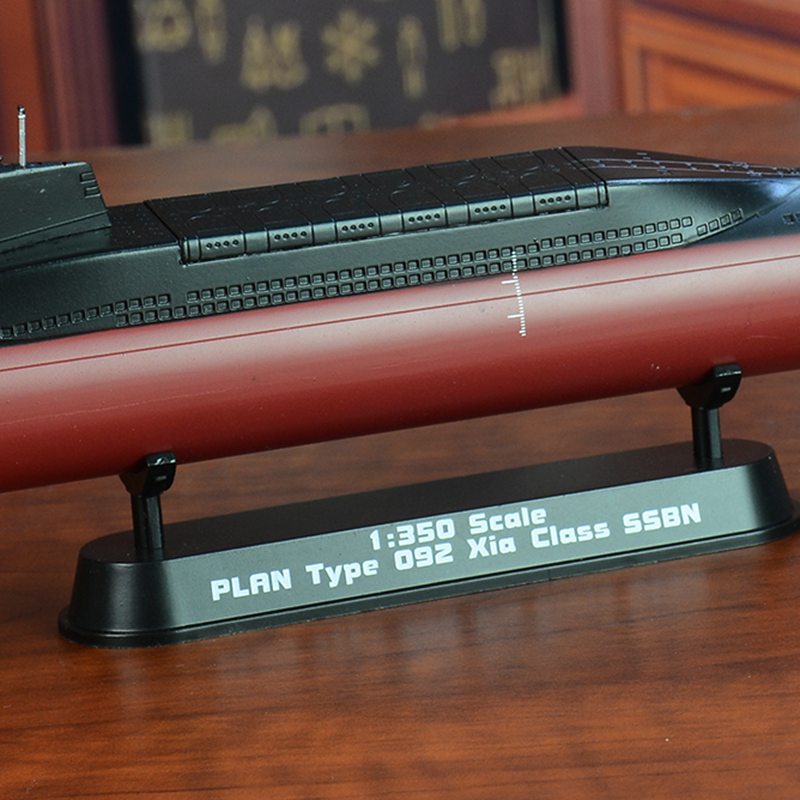 1:350 Scale
PLAN Type 092 Xia Class SSBN